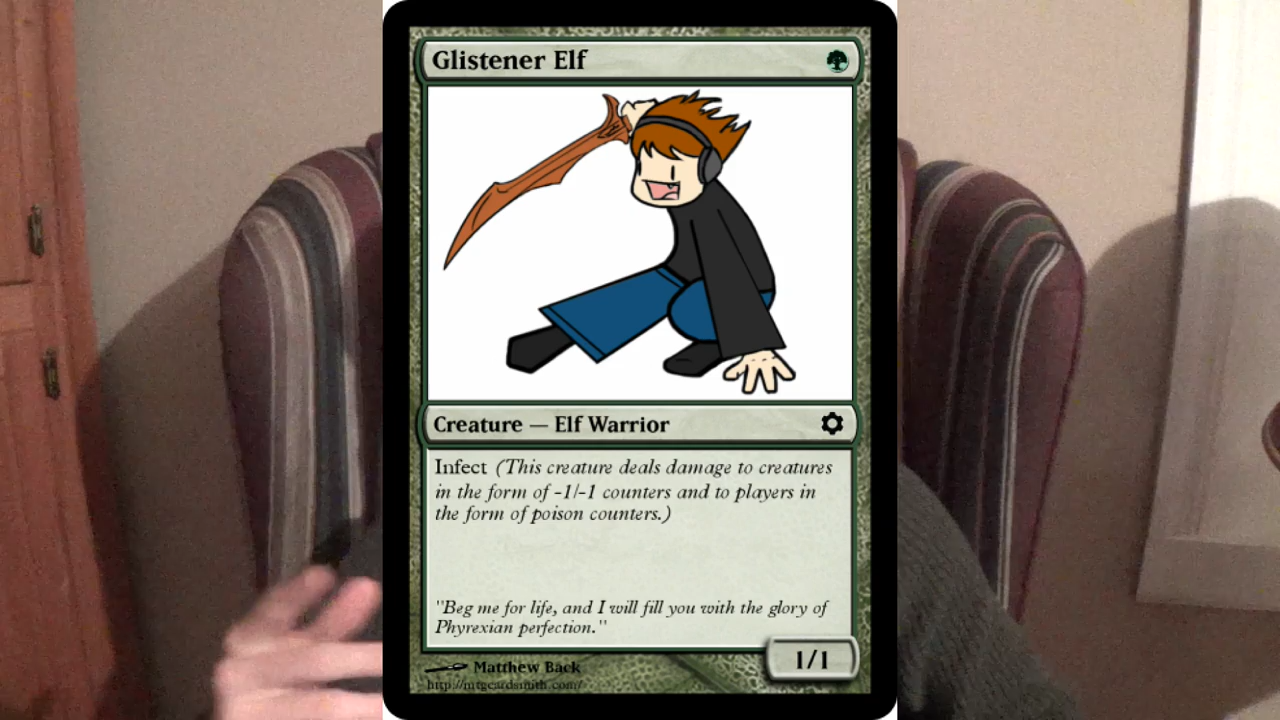 Glistener Elf
Creature — Elf Warrior
Infect (This creature deals damage to creatures
in the form of -1/-1 counters and to players in
the form of poison counters.)
"Beg me for life, and I will fill you with the glory of
Phyrexian perfection."
1/1
Matthew Back
http://mtgcardsmith.com/